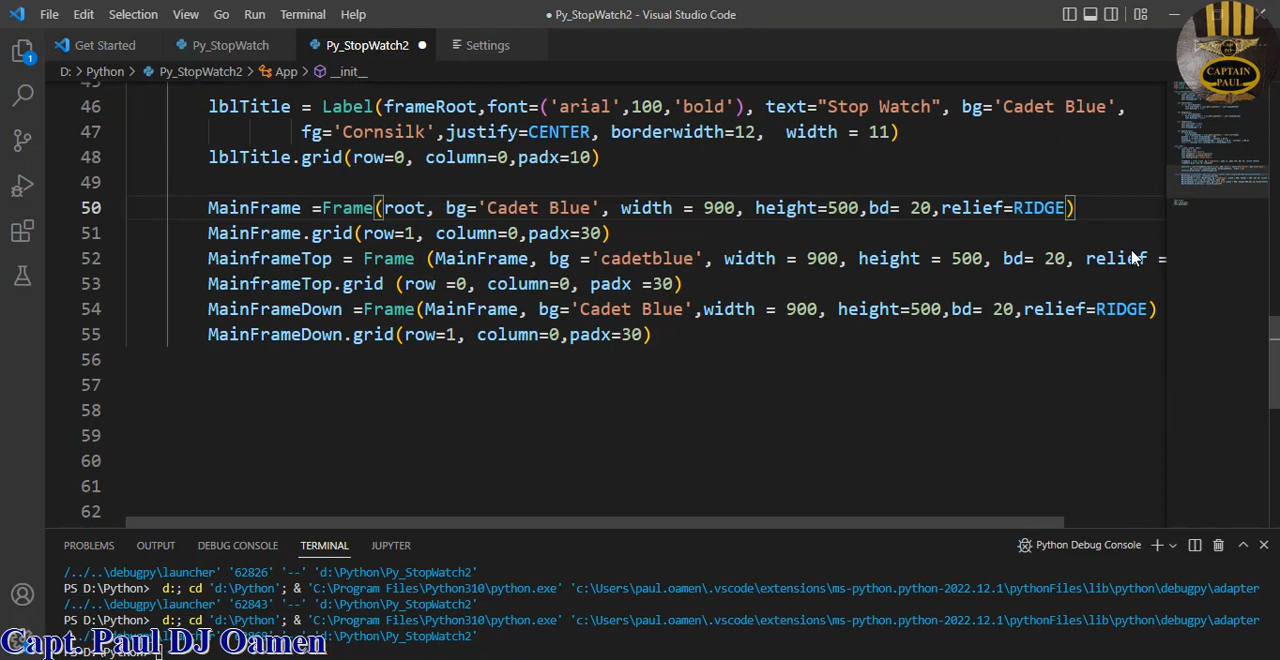 File Edit Selection View Go Run Terminal Help
● Py_StopWatch2 - Visual Studio Code
CAPTAIN
PAUL
Get Started Py_StopWatch Py_StopWatch2 ● Settings
D: > Python > Py_StopWatch2 > App > __init__
1
45
46 lblTitle = Label(frameRoot,font=('arial',100,'bold'), text="Stop Watch", bg='Cadet Blue',
47 fg='Cornsilk',justify=CENTER, borderwidth=12, width = 11)
48 lblTitle.grid(row=0, column=0,padx=10)
49
50 MainFrame =Frame(root, bg='Cadet Blue', width = 900, height=500,bd= 20,relief=RIDGE)
51 MainFrame.grid(row=1, column=0,padx=30)
52 MainframeTop = Frame (MainFrame, bg ='cadetblue', width = 900, height = 500, bd= 20, relief =
53 MainframeTop.grid (row =0, column=0, padx =30)
54 MainFrameDown =Frame(MainFrame, bg='Cadet Blue',width = 900, height=500,bd= 20,relief=RIDGE)
55 MainFrameDown.grid(row=1, column=0,padx=30)
56
57
58
59
60
61
62
PROBLEMS OUTPUT DEBUG CONSOLE TERMINAL JUPYTER
Python Debug Console
/../..\debugpy\launcher' '62826' '--' 'd:\Python\Py_StopWatch2'
PS D:\Python> d:; cd 'd:\Python'; & 'C:\Program Files\Python310\python.exe' 'c:\Users\paul.oamen\.vscode\extensions\ms-python.python-2022.12.1\pythonFiles\lib\python\debugpy\adapter
/../..\debugpy\launcher' '62843' '--' 'd:\Python\Py_StopWatch2'
PS D:\Python> d:; cd 'd:\Python'; & 'C:\Program Files\Python310\python.exe' 'c:\Users\paul.oamen\.vscode\extensions\ms-python.python-2022.12.1\pythonFiles\lib\python\debugpy\adapter
'--' 'd:\Python\Py_StopWatch2'
Capt. Paul DJ Oamen